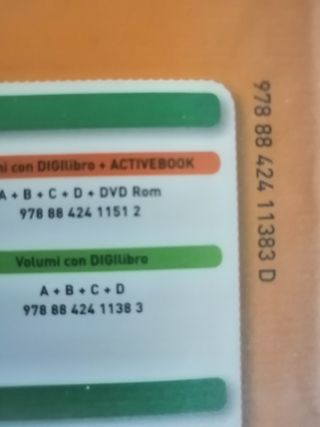 ni con DIGIlibro + ACTIVEBOOK
A + B + C + D + DVD Rom
978 88 424 1151 2
Volumi con DIGIlibro
A + B + C + D
978 88 424 1138 3
978 88 424 11383 D